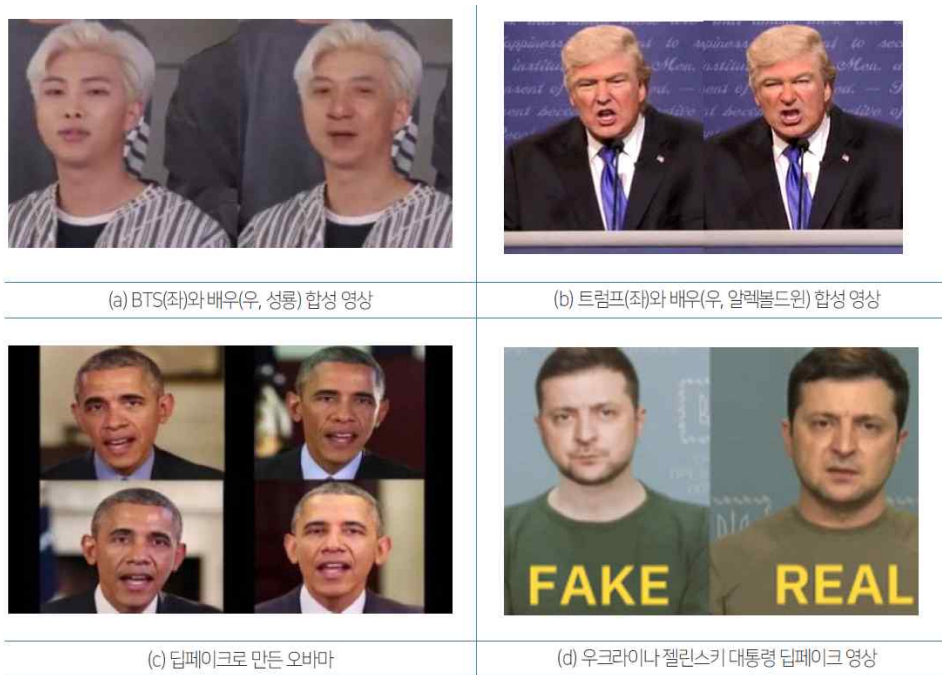 (a) BTS(좌)와 배우(우, 성룡) 합성 영상
(b) 트럼프(좌)와 배우(우, 알렉볼드윈) 합성 영상
FAKE
REAL
(c) 딥페이크로 만든 오바마
(d) 우크라이나 젤린스키 대통령 딥페이크 영상